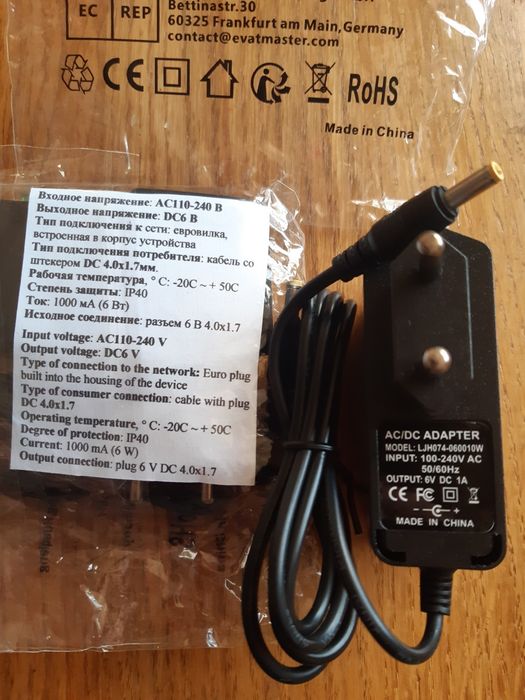 EC REP
Bettinastr.30
60325 Frankfurt am Main,Germany
contact@evatmaster.com
CE
RoHS
Made in China
Входное напряжение: AC110-240 В
Выходное напряжение: DC6 В
Тип подключения к сети: евровилка,
встроенная в корпус устройства
Тип подключения потребителя: кабель со
штекером DC 4.0x1.7мм.
Рабочая температура, ° C: -20C ~ + 50C
Степень защиты: IP40
Ток: 1000 мА (6 Вт)
Исходное соединение: разъем 6 В 4.0x1.7
Input voltage: AC110-240 V
Output voltage: DC6 V
Type of connection to the network: Euro plug
built into the housing of the device
Type of consumer connection: cable with plug
DC 4.0x1.7
Operating temperature, ° C: -20C ~ + 50C
Degree of protection: IP40
Current: 1000 mA (6 W)
Output connection: plug 6 V DC 4.0x1.7
AC/DC ADAPTER
MODEL: LJH074-060010W
INPUT: 100-240V AC
50/60Hz
OUTPUT: 6V DC 1A
CE FC
MADE IN CHINA